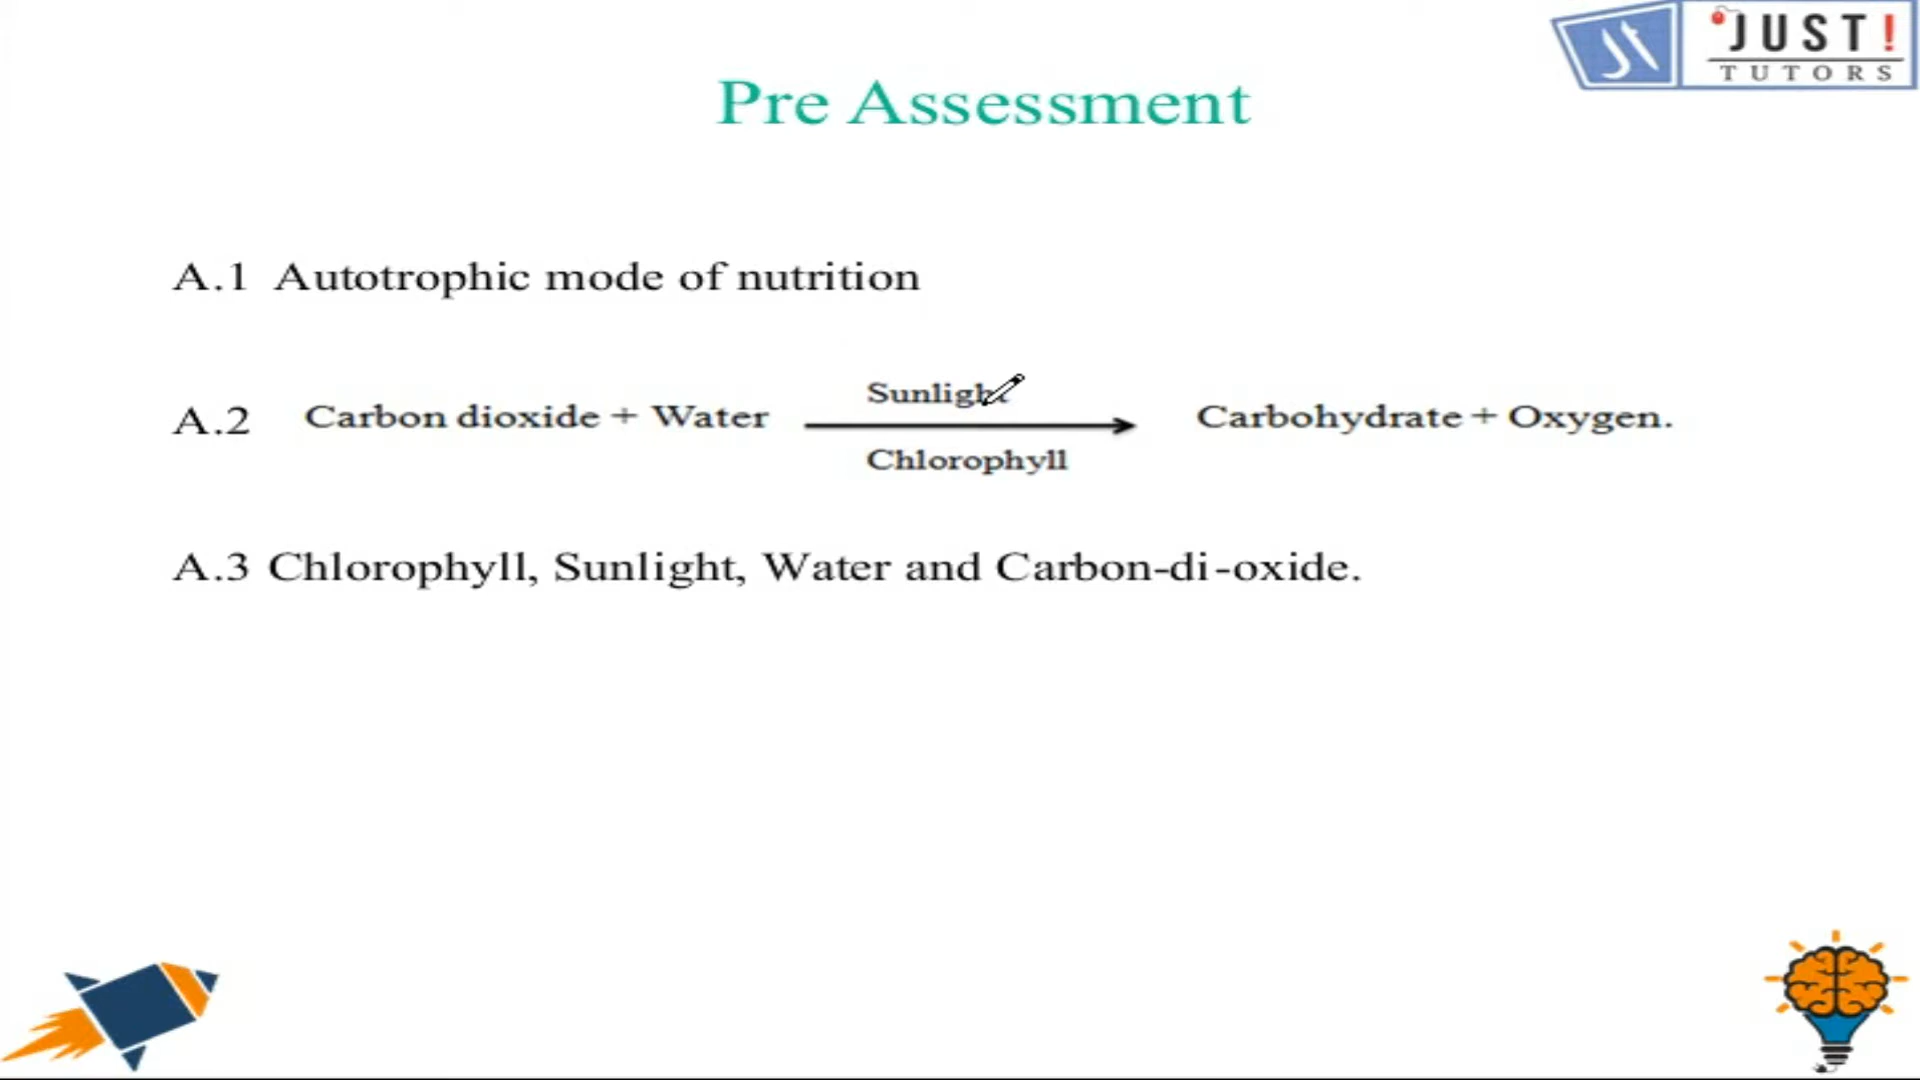 JUST!
TUTORS
Pre Assessment
A.1 Autotrophic mode of nutrition
Sunlight
A.2 Carbon dioxide + Water Carbohydrate + Oxygen.
Chlorophyll
A.3 Chlorophyll, Sunlight, Water and Carbon-di-oxide.